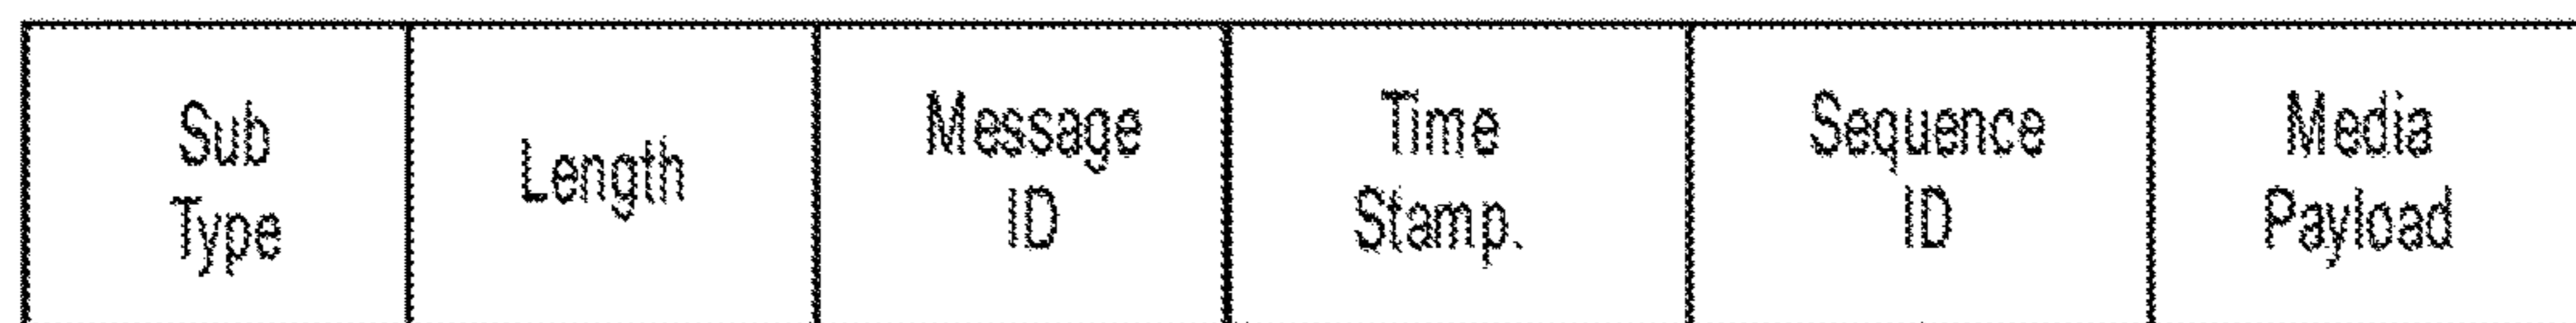 Sub
Type
Length
Message
ID
Time
Stamp.
Sequence
ID
Media
Payload